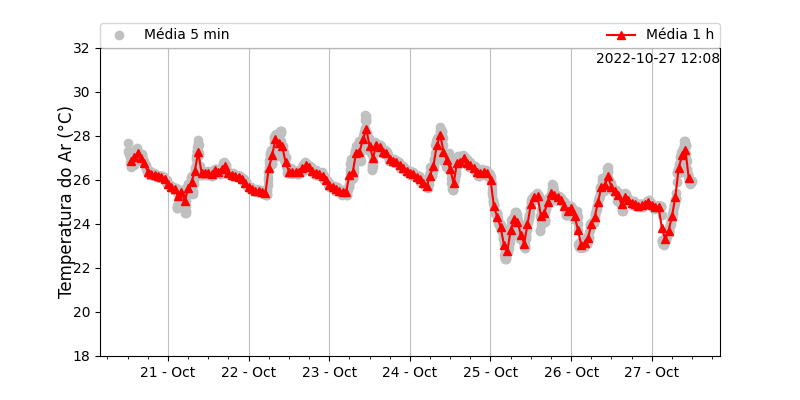 Média 5 min
Média 1 h
2022-10-27 12:08
Temperatura do Ar (°C)
32
30
28
26
24
22
20
18
21 - Oct
22 - Oct
23 - Oct
24 - Oct
25 - Oct
26 - Oct
27 - Oct